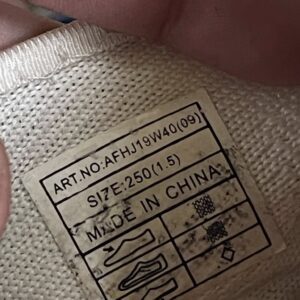 ART.NO:AFHJ19W40(09)
SIZE:250(1.5)
MADE IN CHINA